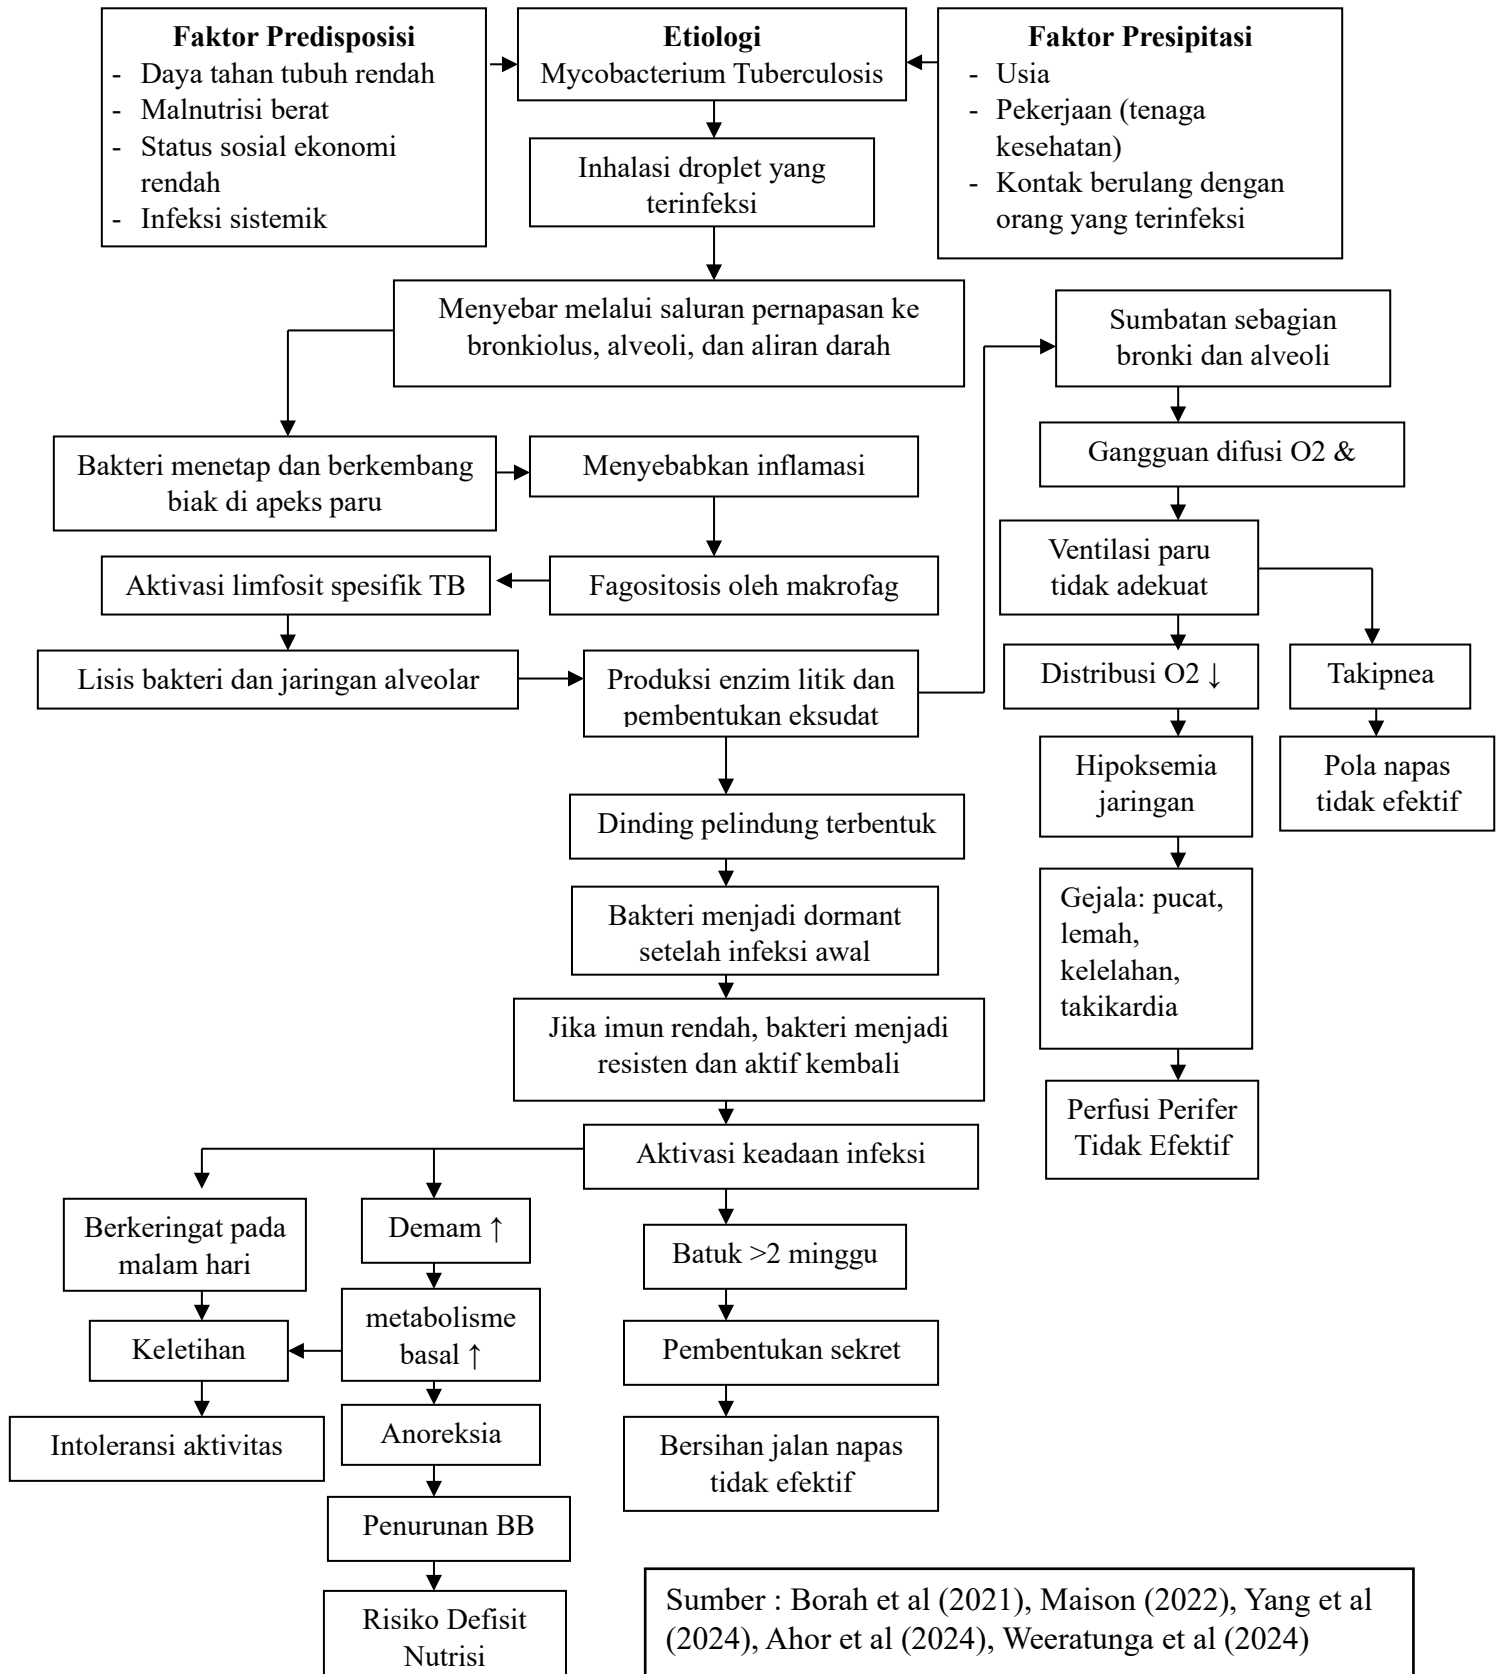 Faktor Predisposisi
- Daya tahan tubuh rendah
- Malnutrisi berat
- Status sosial ekonomi
rendah
- Infeksi sistemik
Etiologi
Mycobacterium Tuberculosis
Faktor Presipitasi
- Usia
- Pekerjaan (tenaga
kesehatan)
- Kontak berulang dengan
orang yang terinfeksi
Inhalasi droplet yang
terinfeksi
Menyebar melalui saluran pernapasan ke
bronkiolus, alveoli, dan aliran darah
Sumbatan sebagian
bronki dan alveoli
Bakteri menetap dan berkembang
biak di apeks paru
Menyebabkan inflamasi
Gangguan difusi O2 &
Aktivasi limfosit spesifik TB
Fagositosis oleh makrofag
Ventilasi paru
tidak adekuat
Lisis bakteri dan jaringan alveolar
Produksi enzim litik dan
pembentukan eksudat
Distribusi O2 ↓
Takipnea
Hipoksemia
jaringan
Pola napas
tidak efektif
Dinding pelindung terbentuk
Bakteri menjadi dormant
setelah infeksi awal
Gejala: pucat,
lemah,
kelelahan,
takikardia
Jika imun rendah, bakteri menjadi
resisten dan aktif kembali
Perfusi Perifer
Tidak Efektif
Aktivasi keadaan infeksi
Berkeringat pada
malam hari
Demam ↑
Batuk >2 minggu
Keletihan
metabolisme
basal ↑
Pembentukan sekret
Intoleransi aktivitas
Anoreksia
Bersihan jalan napas
tidak efektif
Penurunan BB
Risiko Defisit
Nutrisi
Sumber : Borah et al (2021), Maison (2022), Yang et al
(2024), Ahor et al (2024), Weeratunga et al (2024)